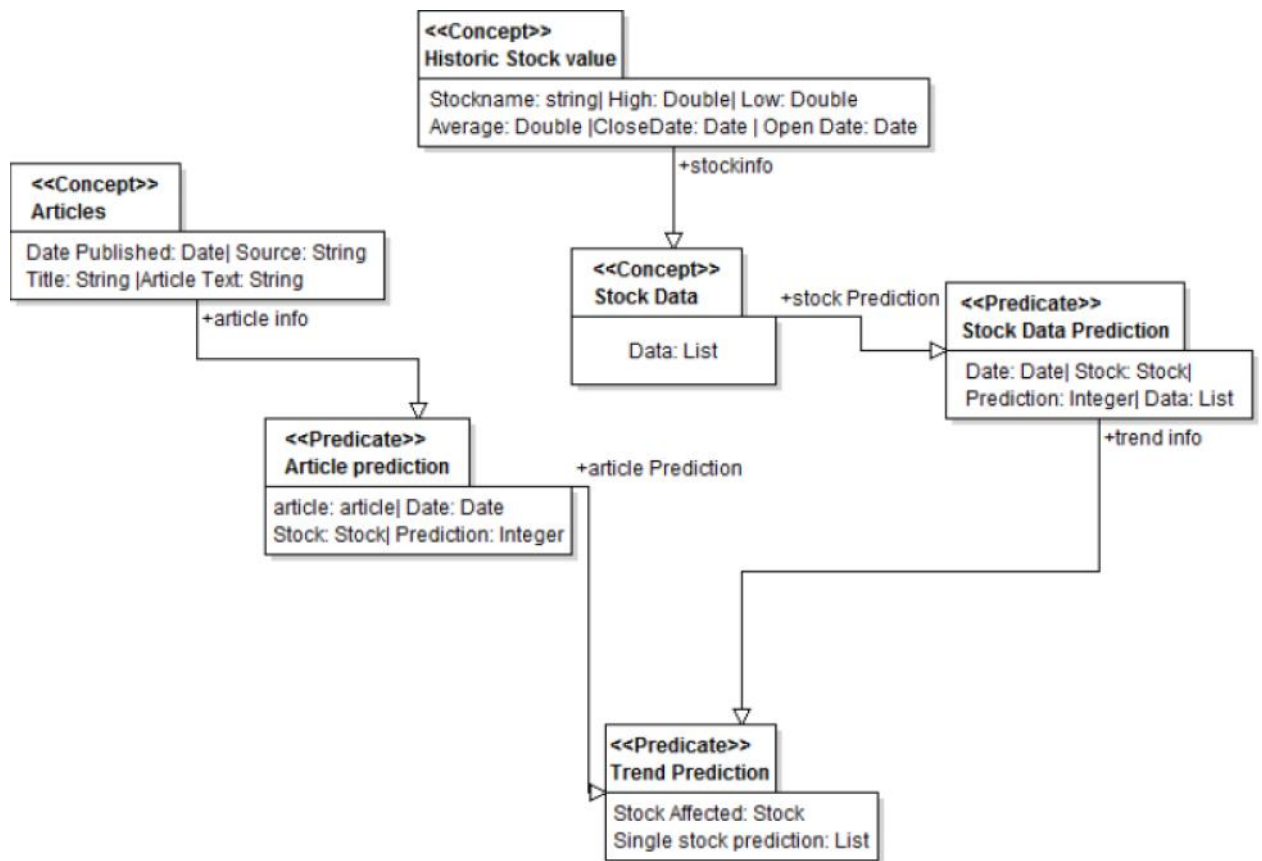 <<Concept>>
Historic Stock value
Stockname: string| High: Double| Low: Double
Average: Double |CloseDate: Date | Open Date: Date
+stockinfo
<<Concept>>
Articles
Date Published: Date| Source: String
Title: String |Article Text: String
+article info
<<Concept>>
Stock Data
Data: List
+stock Prediction
<<Predicate>>
Stock Data Prediction
Date: Date| Stock: Stock|
Prediction: Integer| Data: List
+trend info
<<Predicate>>
Article prediction
article: article| Date: Date
Stock: Stock| Prediction: Integer
+article Prediction
<<Predicate>>
Trend Prediction
Stock Affected: Stock
Single stock prediction: List